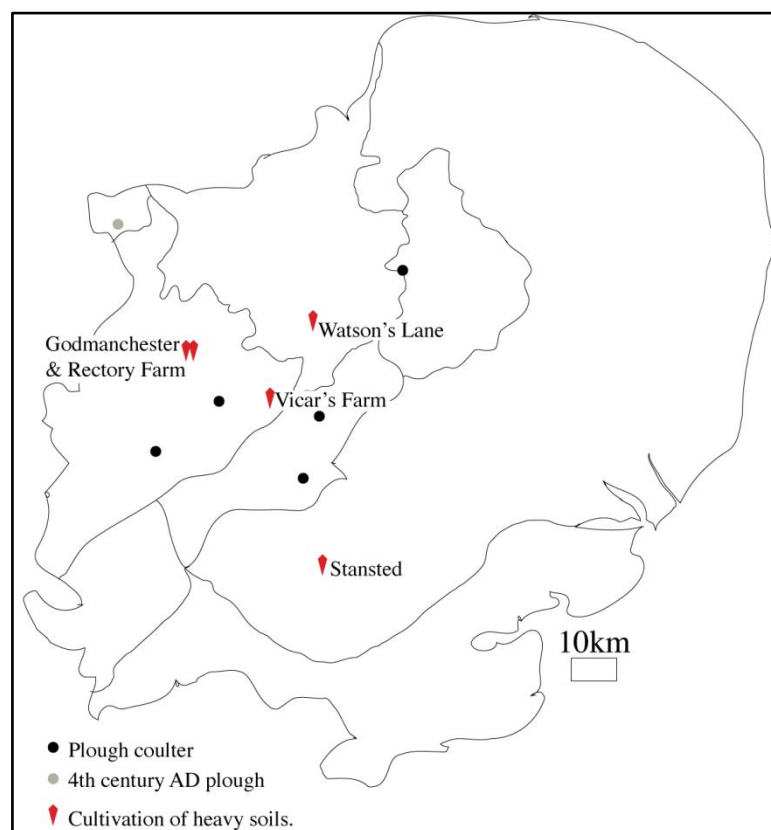 Watson's Lane
Godmanchester
& Rectory Farm
Vicar's Farm
Stansted
10km
Plough coulter
4th century AD plough
Cultivation of heavy soils.